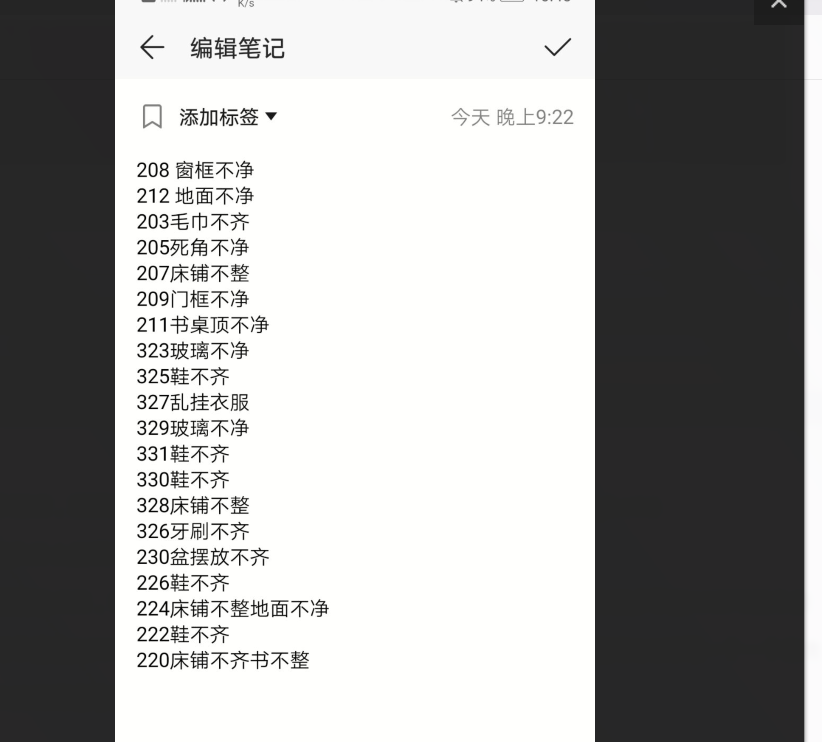 K/s
编辑笔记
添加标签
今天 晚上9:22
208 窗框不净
212 地面不净
203毛巾不齐
205死角不净
207床铺不整
209门框不净
211书桌顶不净
323玻璃不净
325鞋不齐
327乱挂衣服
329玻璃不净
331鞋不齐
330鞋不齐
328床铺不整
326牙刷不齐
230盆摆放不齐
226鞋不齐
224床铺不整地面不净
222鞋不齐
220床铺不齐书不整